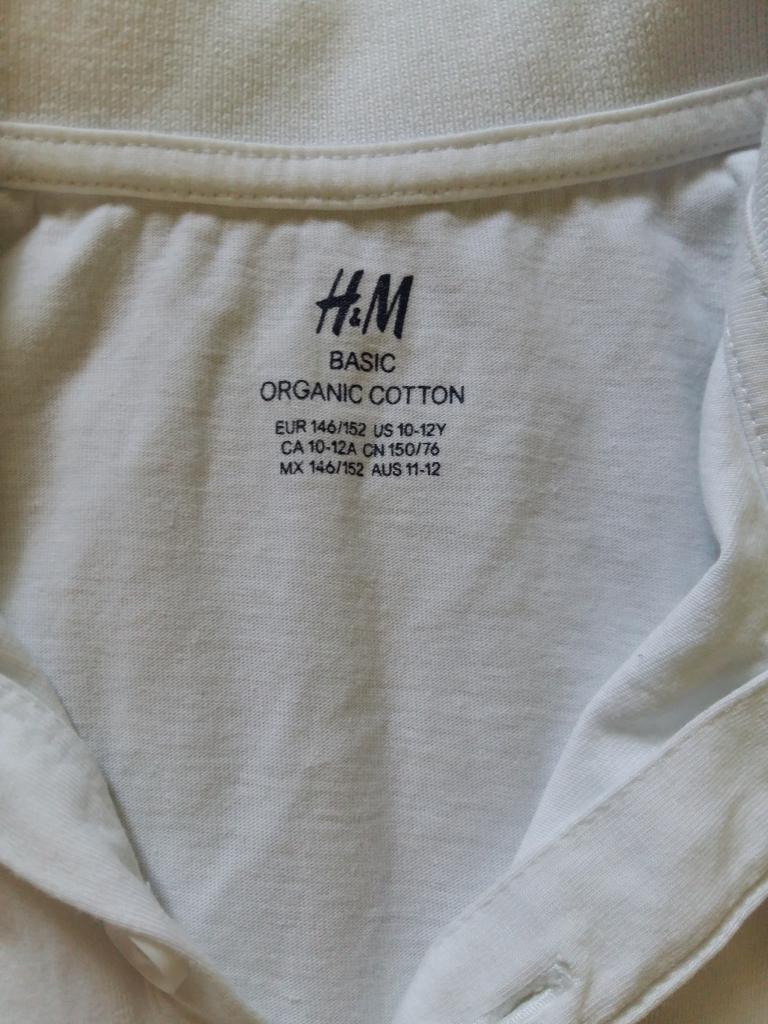 H&M
BASIC
ORGANIC COTTON
EUR 146/152 US 10-12Y
CA 10-12A CN 150/76
MX 146/152 AUS 11-12